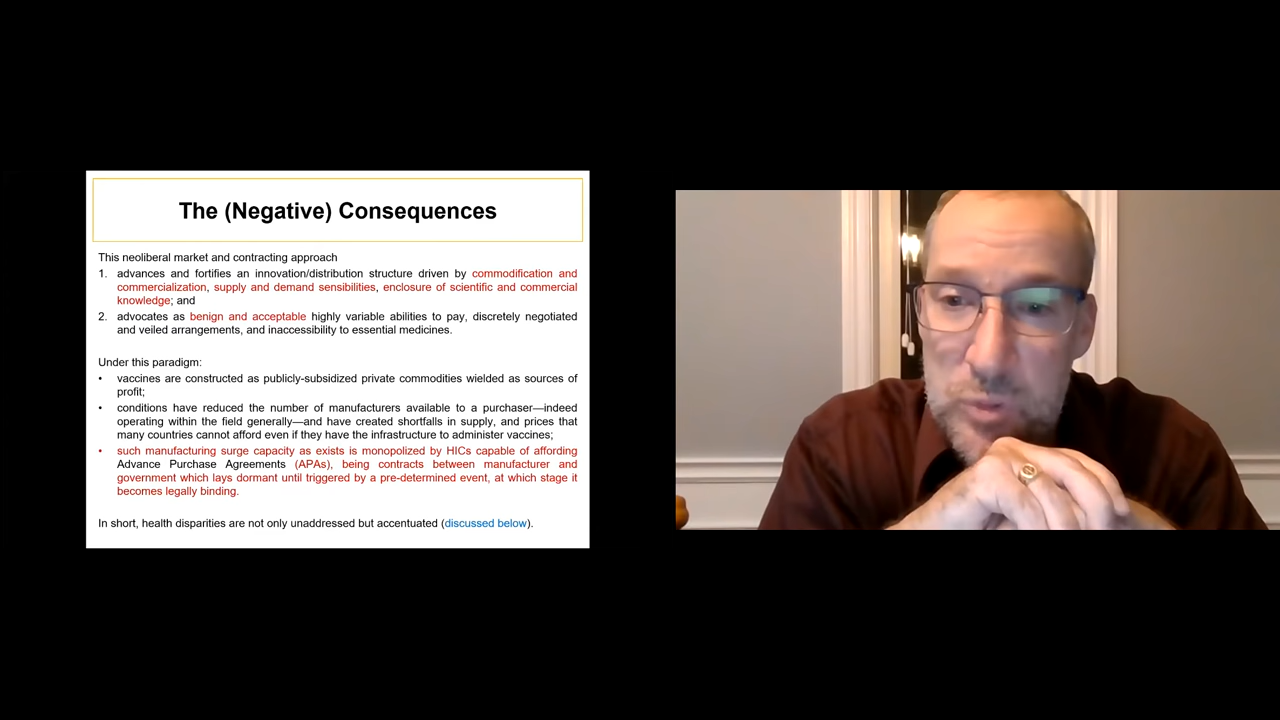 The (Negative) Consequences
This neoliberal market and contracting approach
1. advances and fortifies an innovation/distribution structure driven by commodification and
commercialization, supply and demand sensibilities, enclosure of scientific and commercial
knowledge; and
2. advocates as benign and acceptable highly variable abilities to pay, discretely negotiated
and veiled arrangements, and inaccessibility to essential medicines.
Under this paradigm:
• vaccines are constructed as publicly-subsidized private commodities wielded as sources of
profit;
• conditions have reduced the number of manufacturers available to a purchaser—indeed
operating within the field generally—and have created shortfalls in supply, and prices that
many countries cannot afford even if they have the infrastructure to administer vaccines;
• such manufacturing surge capacity as exists is monopolized by HICs capable of affording
Advance Purchase Agreements (APAs), being contracts between manufacturer and
government which lays dormant until triggered by a pre-determined event, at which stage it
becomes legally binding.
In short, health disparities are not only unaddressed but accentuated (discussed below).